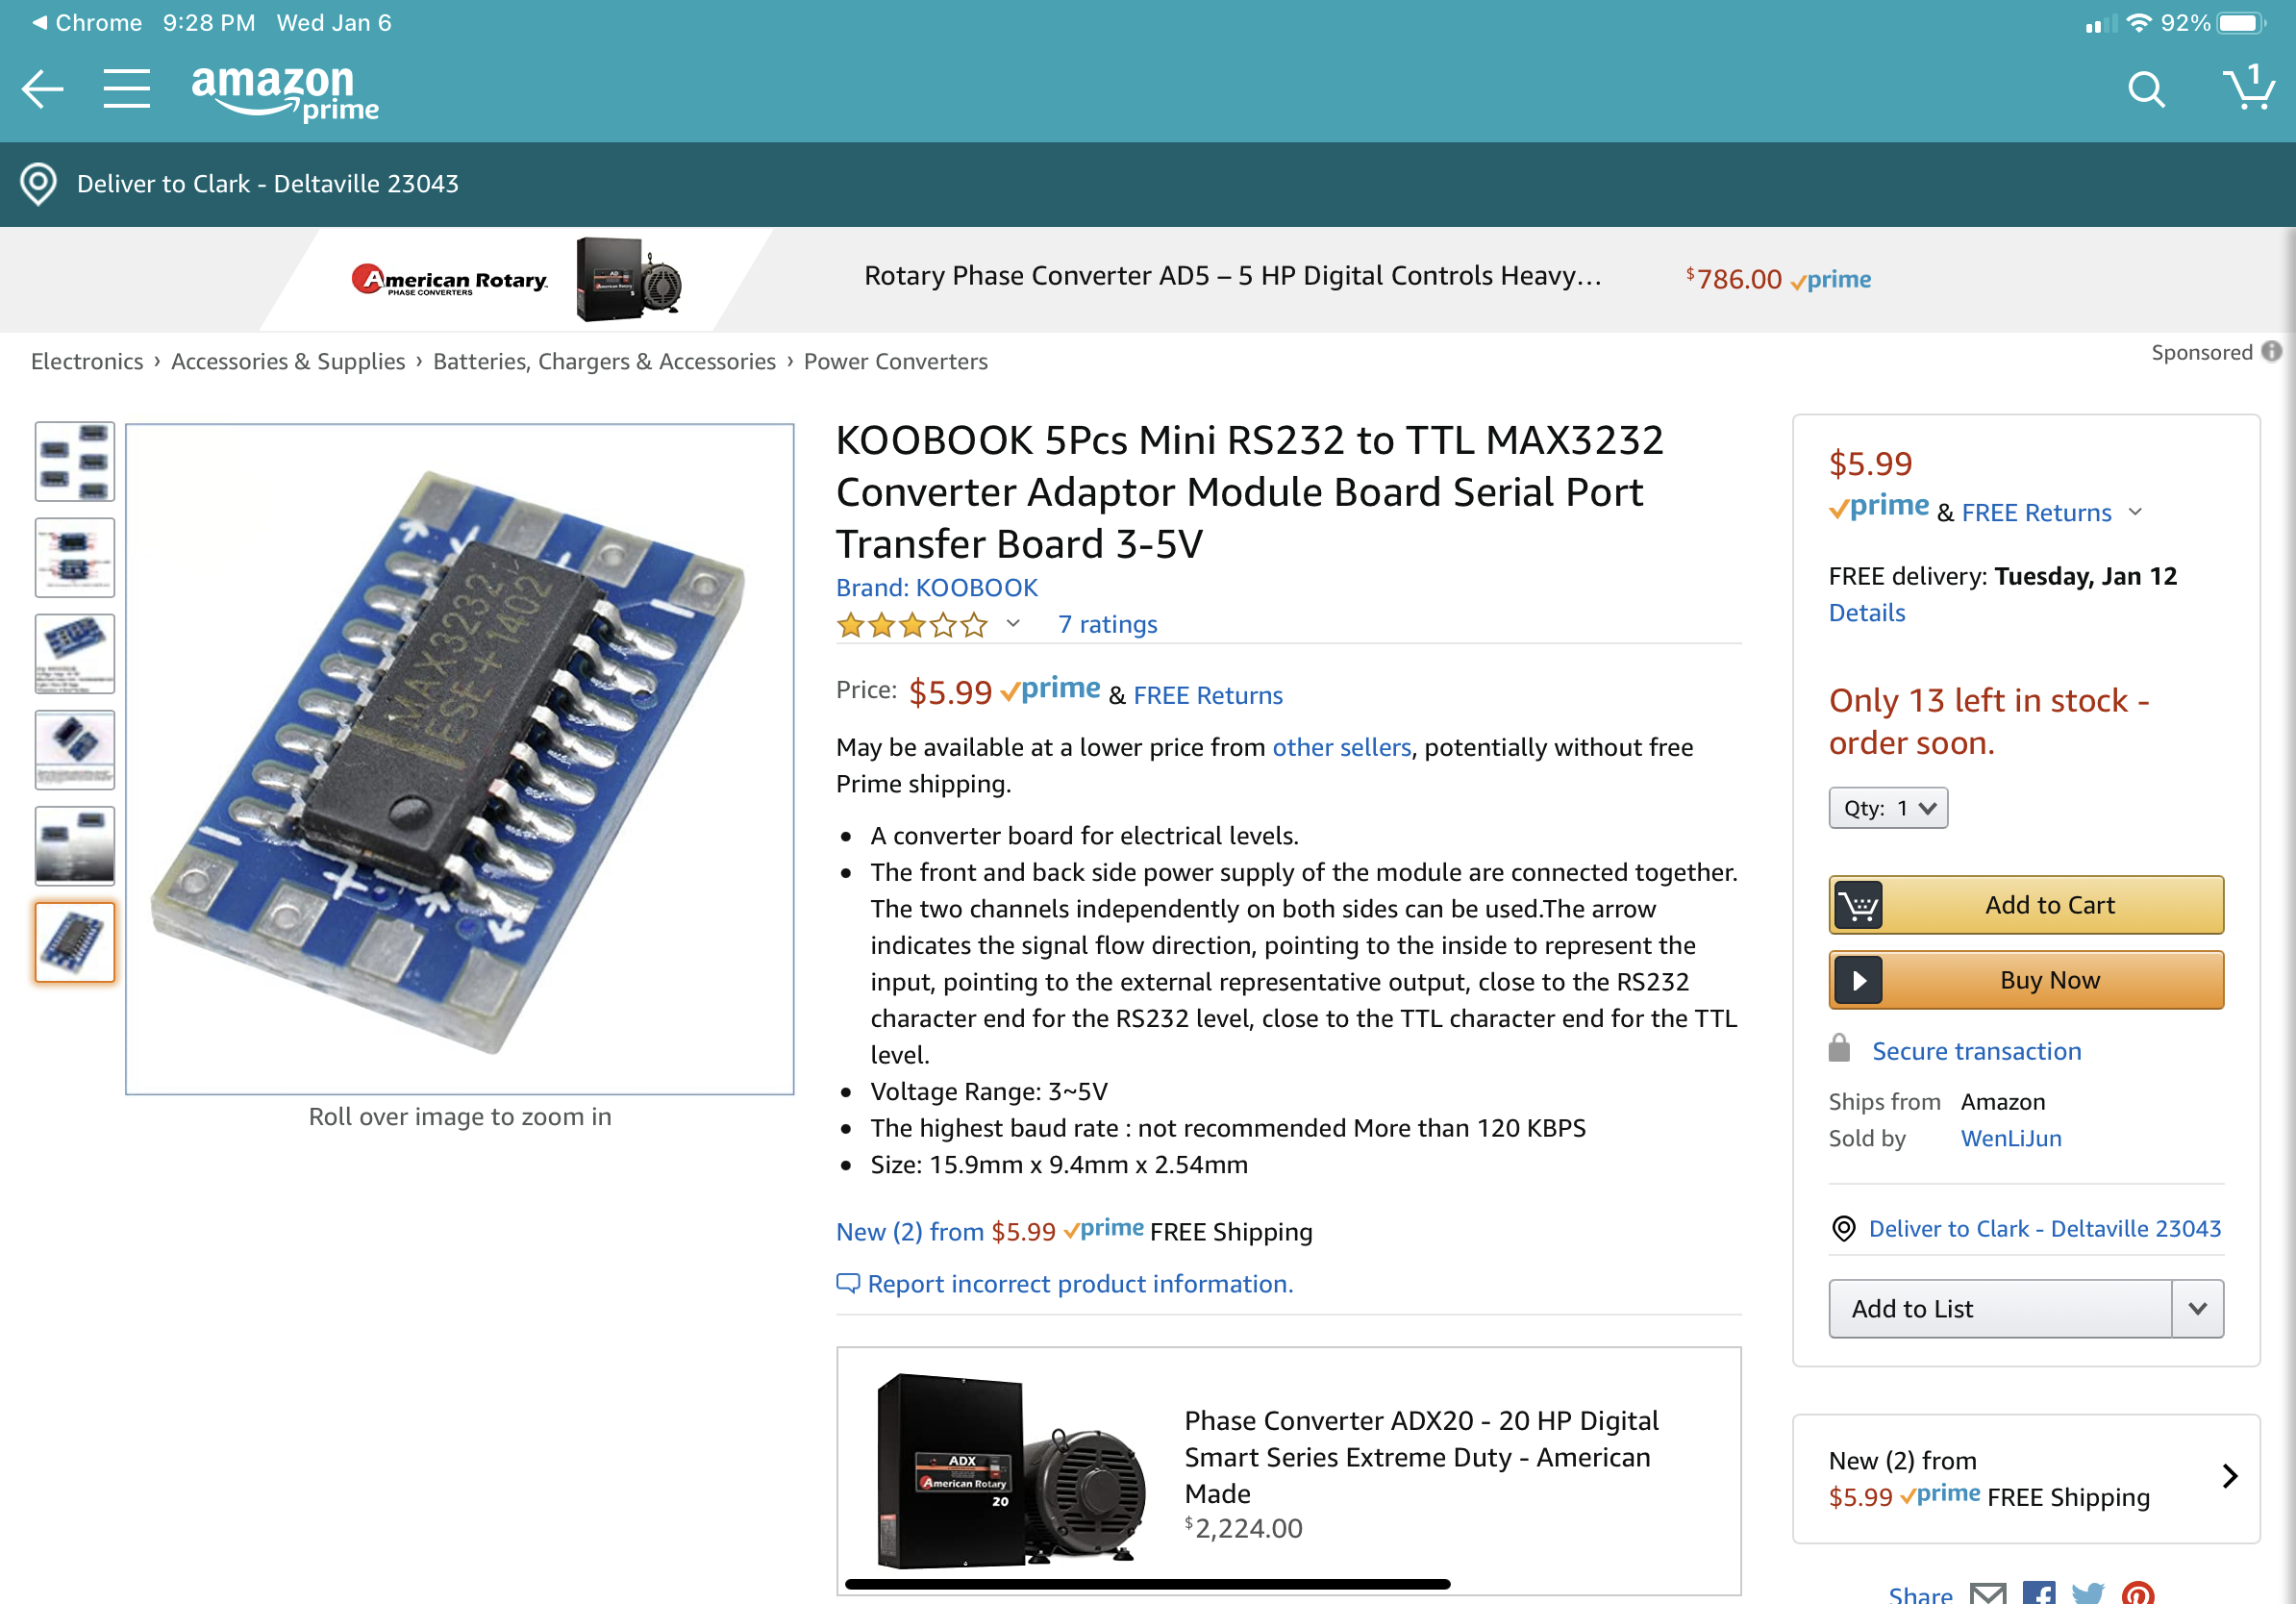 Chrome 9:28 PM Wed Jan 6
92%
amazon
prime
1
Deliver to Clark - Deltaville 23043
American Rotary
PHASE CONVERTERS
Rotary Phase Converter AD5 – 5 HP Digital Controls Heavy…
$786.00 prime
Electronics › Accessories & Supplies › Batteries, Chargers & Accessories › Power Converters
Sponsored
MAX3232
ESE + 1402
Roll over image to zoom in
KOOBOOK 5Pcs Mini RS232 to TTL MAX3232
Converter Adaptor Module Board Serial Port
Transfer Board 3-5V
Brand: KOOBOOK
7 ratings
Price: $5.99 prime & FREE Returns
May be available at a lower price from other sellers, potentially without free
Prime shipping.
• A converter board for electrical levels.
• The front and back side power supply of the module are connected together.
The two channels independently on both sides can be used.The arrow
indicates the signal flow direction, pointing to the inside to represent the
input, pointing to the external representative output, close to the RS232
character end for the RS232 level, close to the TTL character end for the TTL
level.
• Voltage Range: 3~5V
• The highest baud rate : not recommended More than 120 KBPS
• Size: 15.9mm x 9.4mm x 2.54mm
New (2) from $5.99 prime FREE Shipping
Report incorrect product information.
ADX
American Rotary
20
Phase Converter ADX20 - 20 HP Digital
Smart Series Extreme Duty - American
Made
$2,224.00
$5.99
prime & FREE Returns
FREE delivery: Tuesday, Jan 12
Details
Only 13 left in stock -
order soon.
Qty: 1
Add to Cart
Buy Now
Secure transaction
Ships from Amazon
Sold by WenLiJun
Deliver to Clark - Deltaville 23043
Add to List
New (2) from
$5.99 prime FREE Shipping
Share